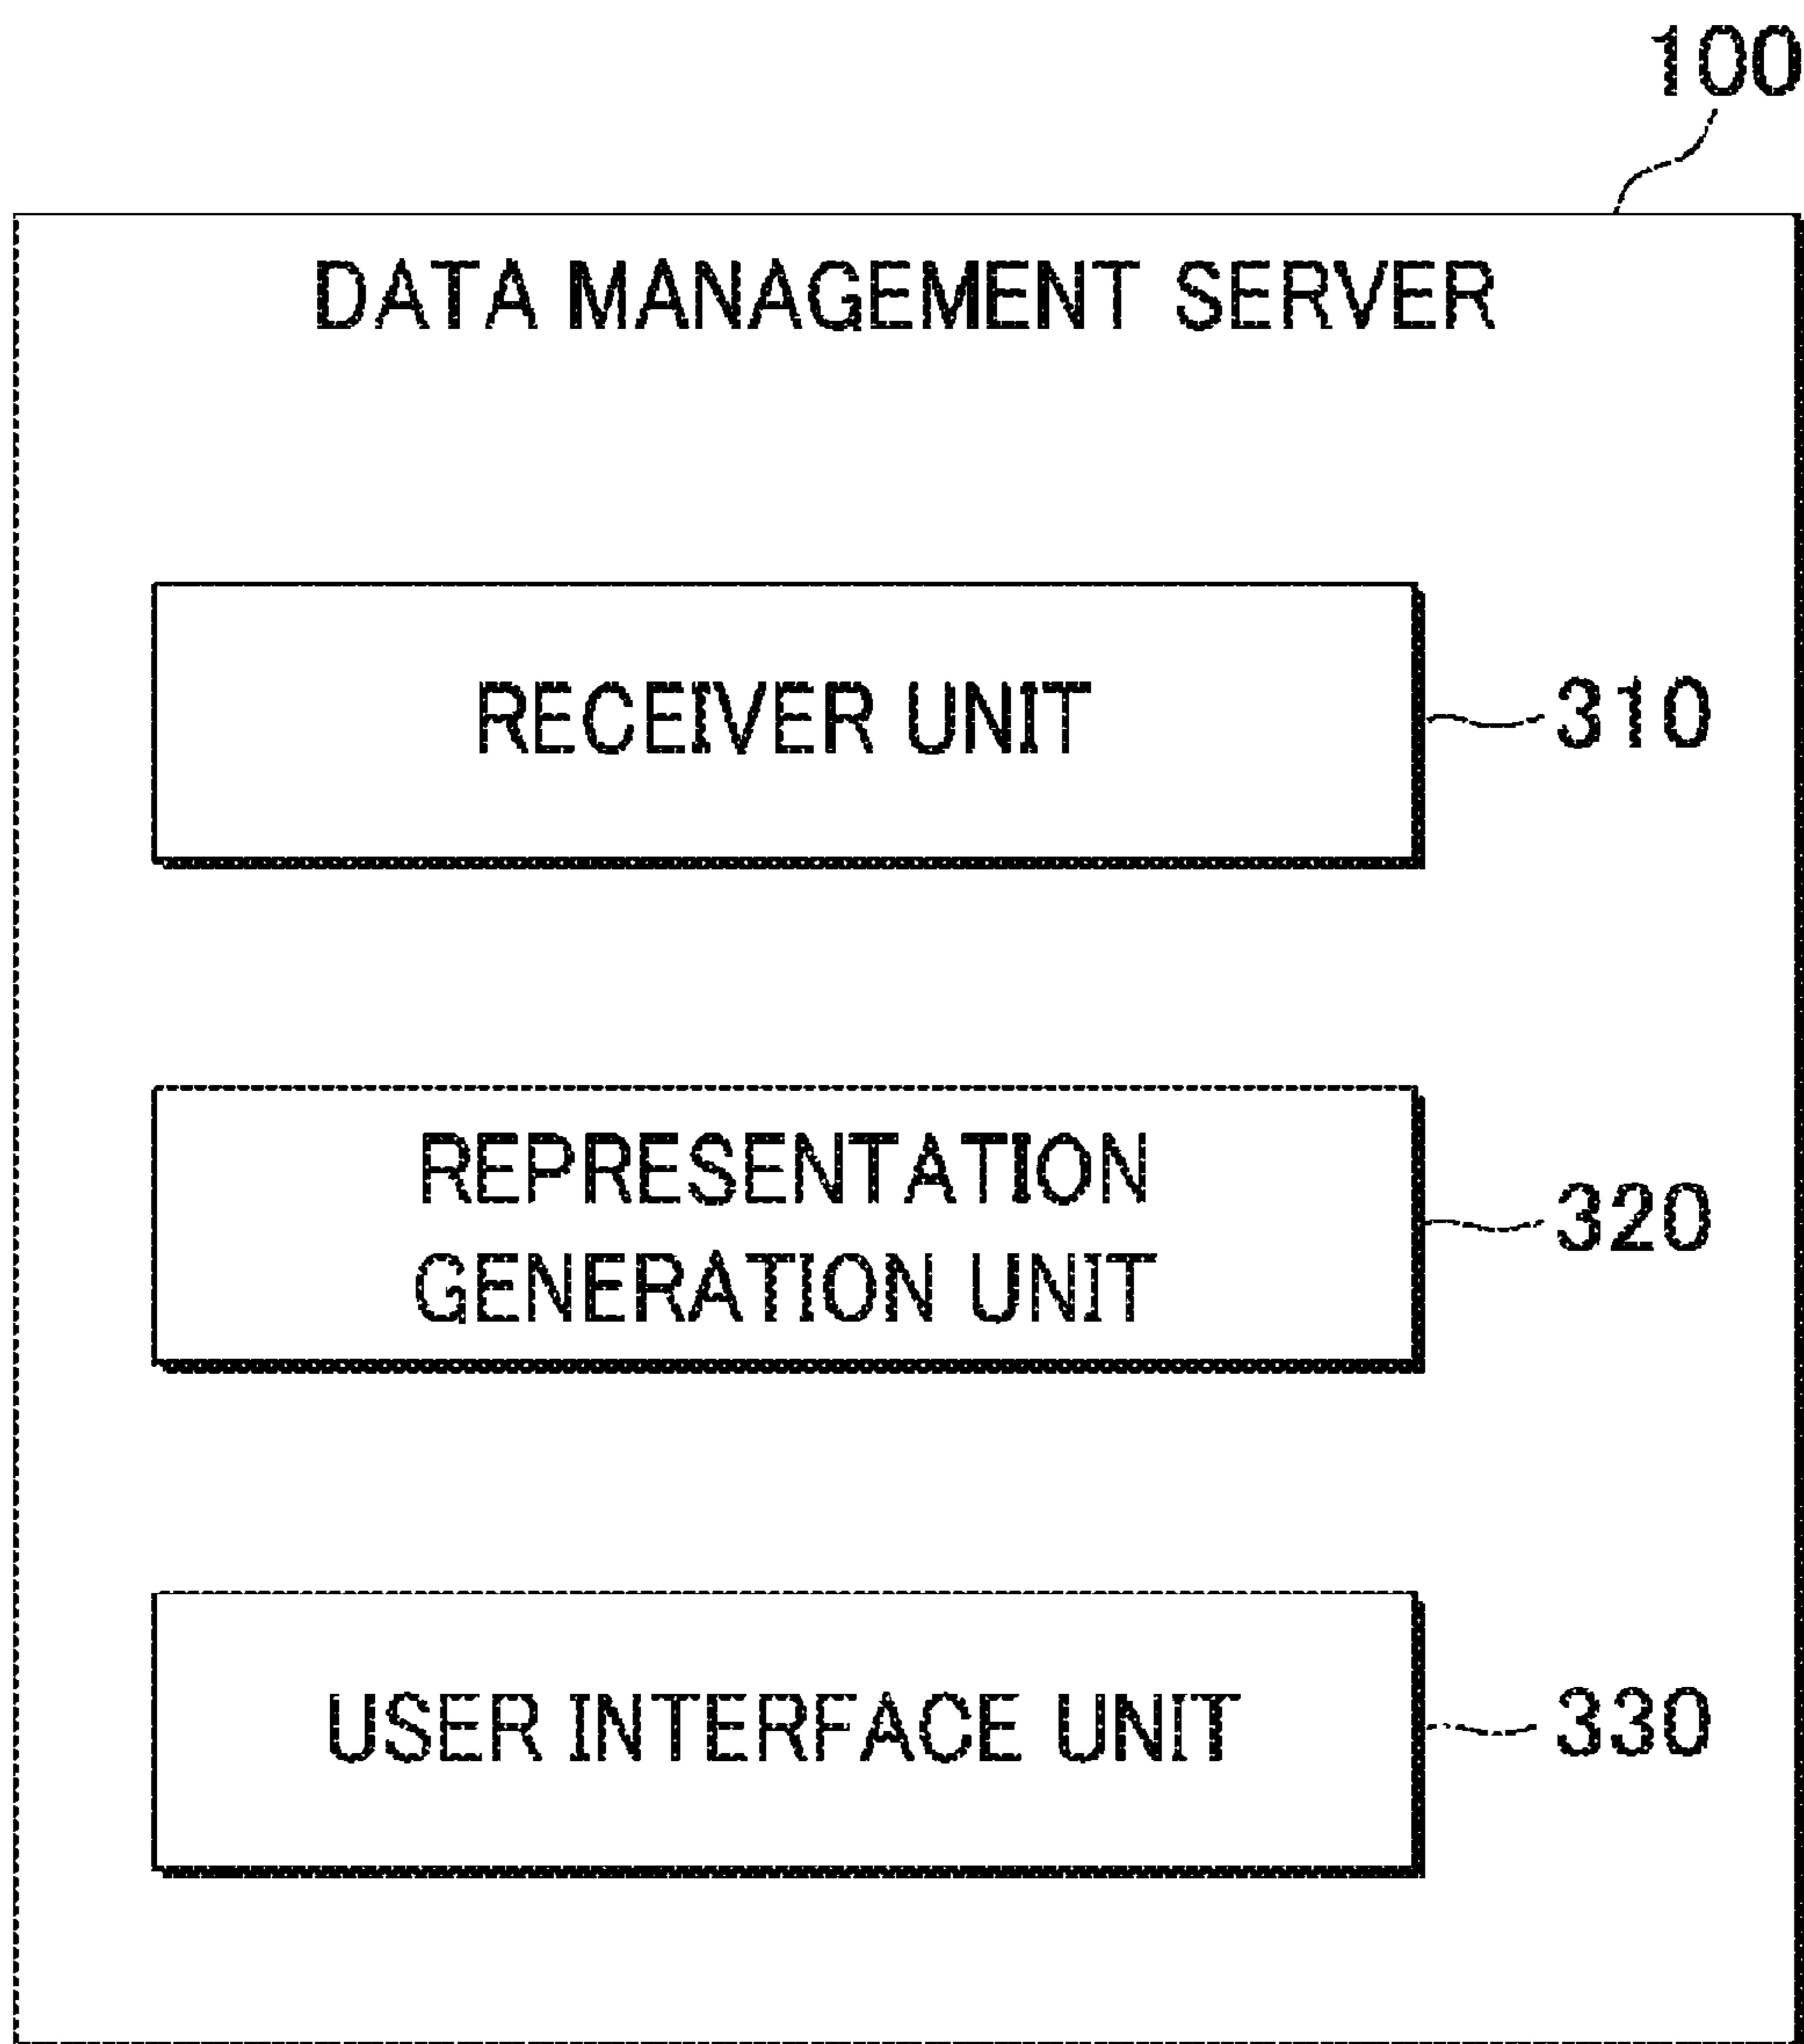 100
DATA MANAGEMENT SERVER
RECEIVER UNIT
310
REPRESENTATION
GENERATION UNIT
320
USER INTERFACE UNIT
330